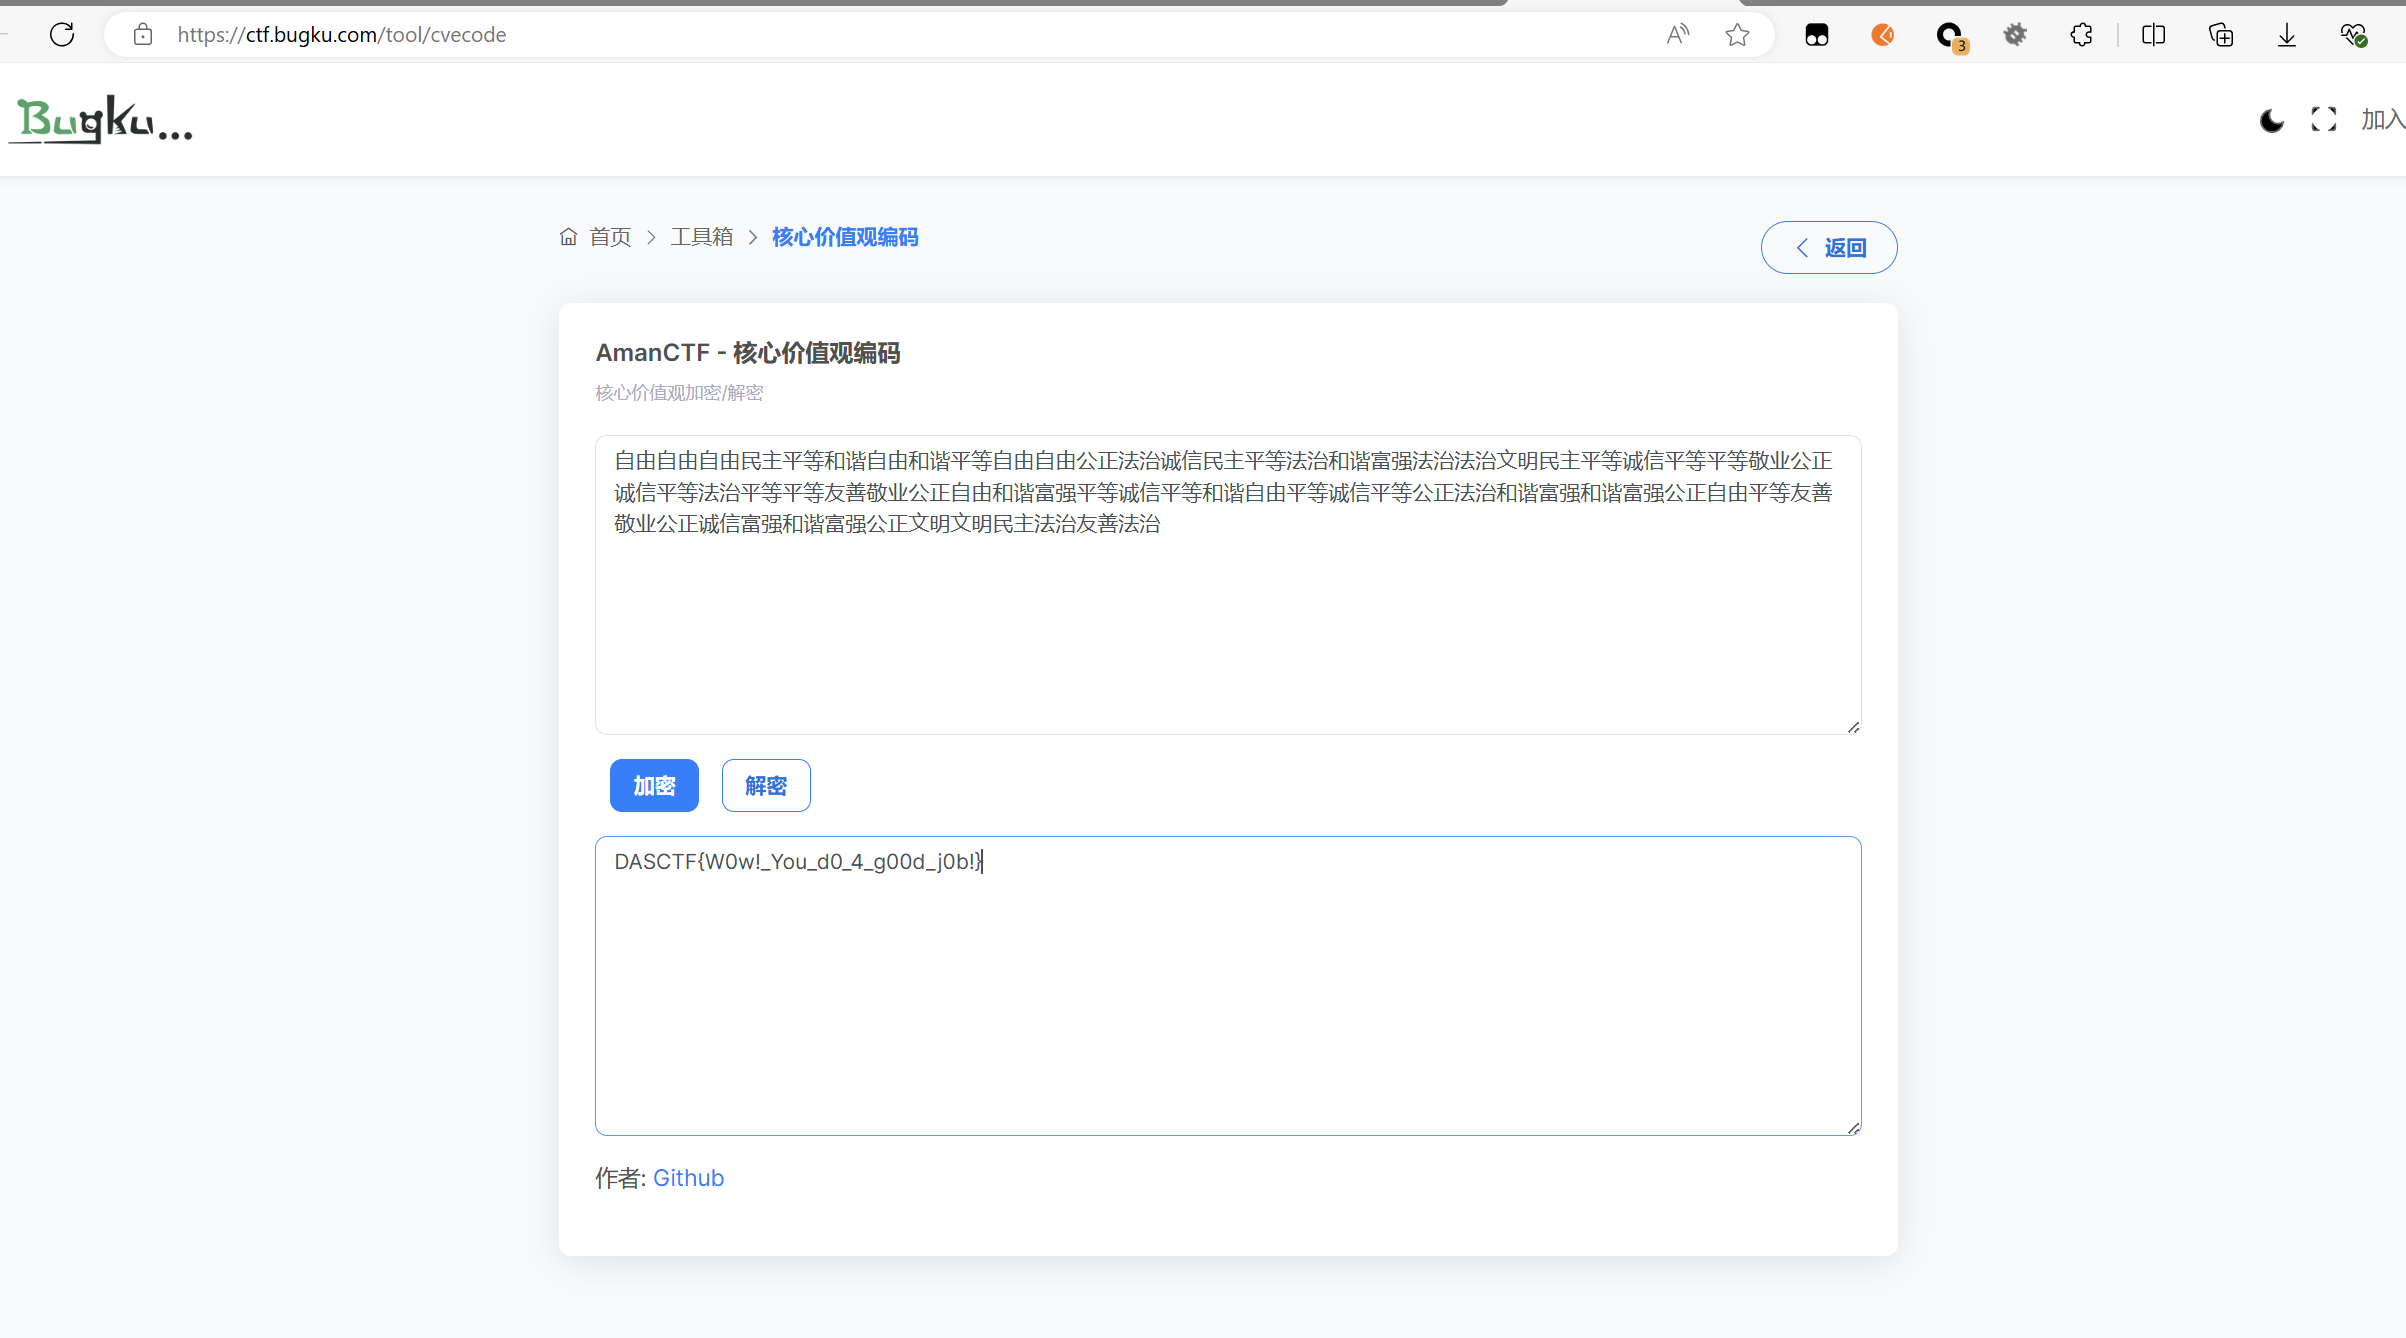 https://ctf.bugku.com/tool/cvecode
3
Bugku...
加入
首页 > 工具箱 > 核心价值观编码
返回
AmanCTF - 核心价值观编码
核心价值观加密/解密
自由自由自由民主平等和谐自由和谐平等自由自由公正法治诚信民主平等法治和谐富强法治法治文明民主平等诚信平等平等敬业公正
诚信平等法治平等平等友善敬业公正自由和谐富强平等诚信平等和谐自由平等诚信平等公正法治和谐富强和谐富强公正自由平等友善
敬业公正诚信富强和谐富强公正文明文明民主法治友善法治
加密
解密
DASCTF{W0w!_You_d0_4_g00d_j0b!}
作者: Github